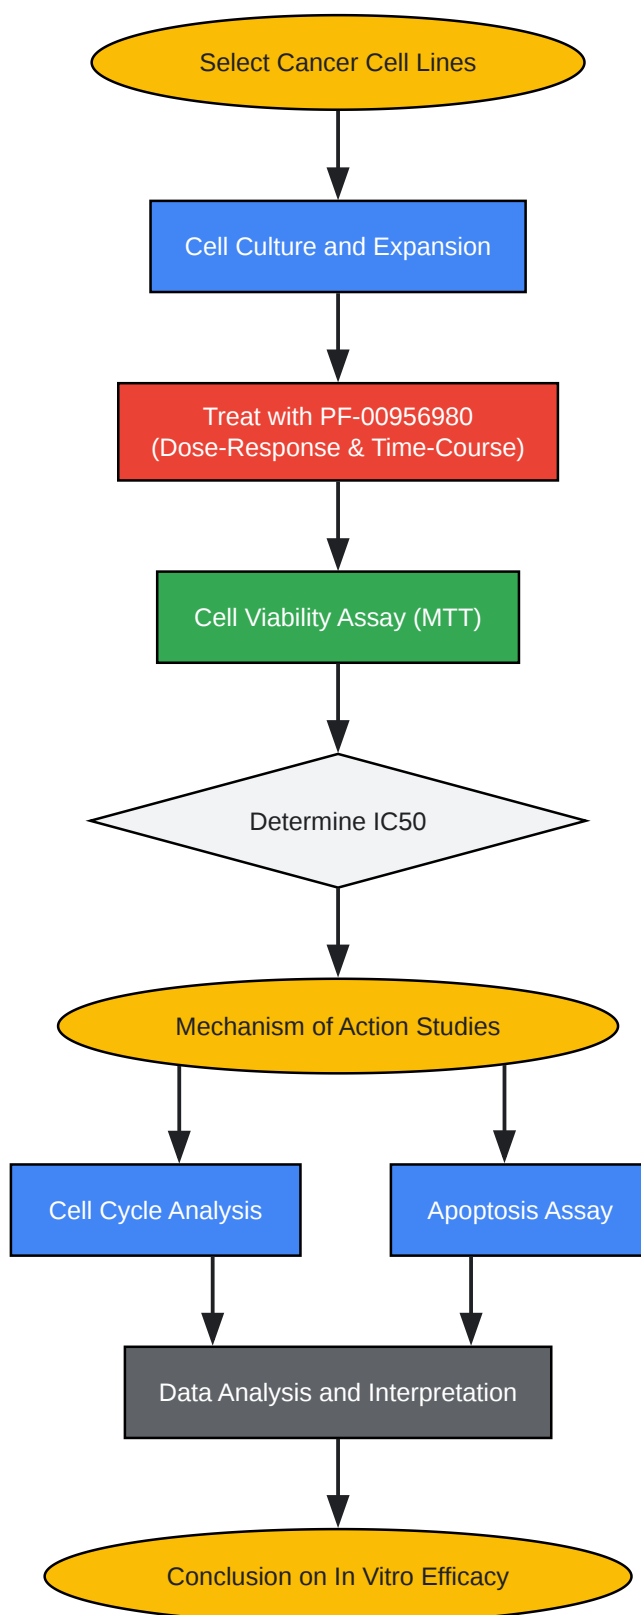 Select Cancer Cell Lines
Cell Culture and Expansion
Treat with PF-00956980
(Dose-Response & Time-Course)
Cell Viability Assay (MTT)
Determine IC50
Mechanism of Action Studies
Cell Cycle Analysis
Apoptosis Assay
Data Analysis and Interpretation
Conclusion on In Vitro Efficacy